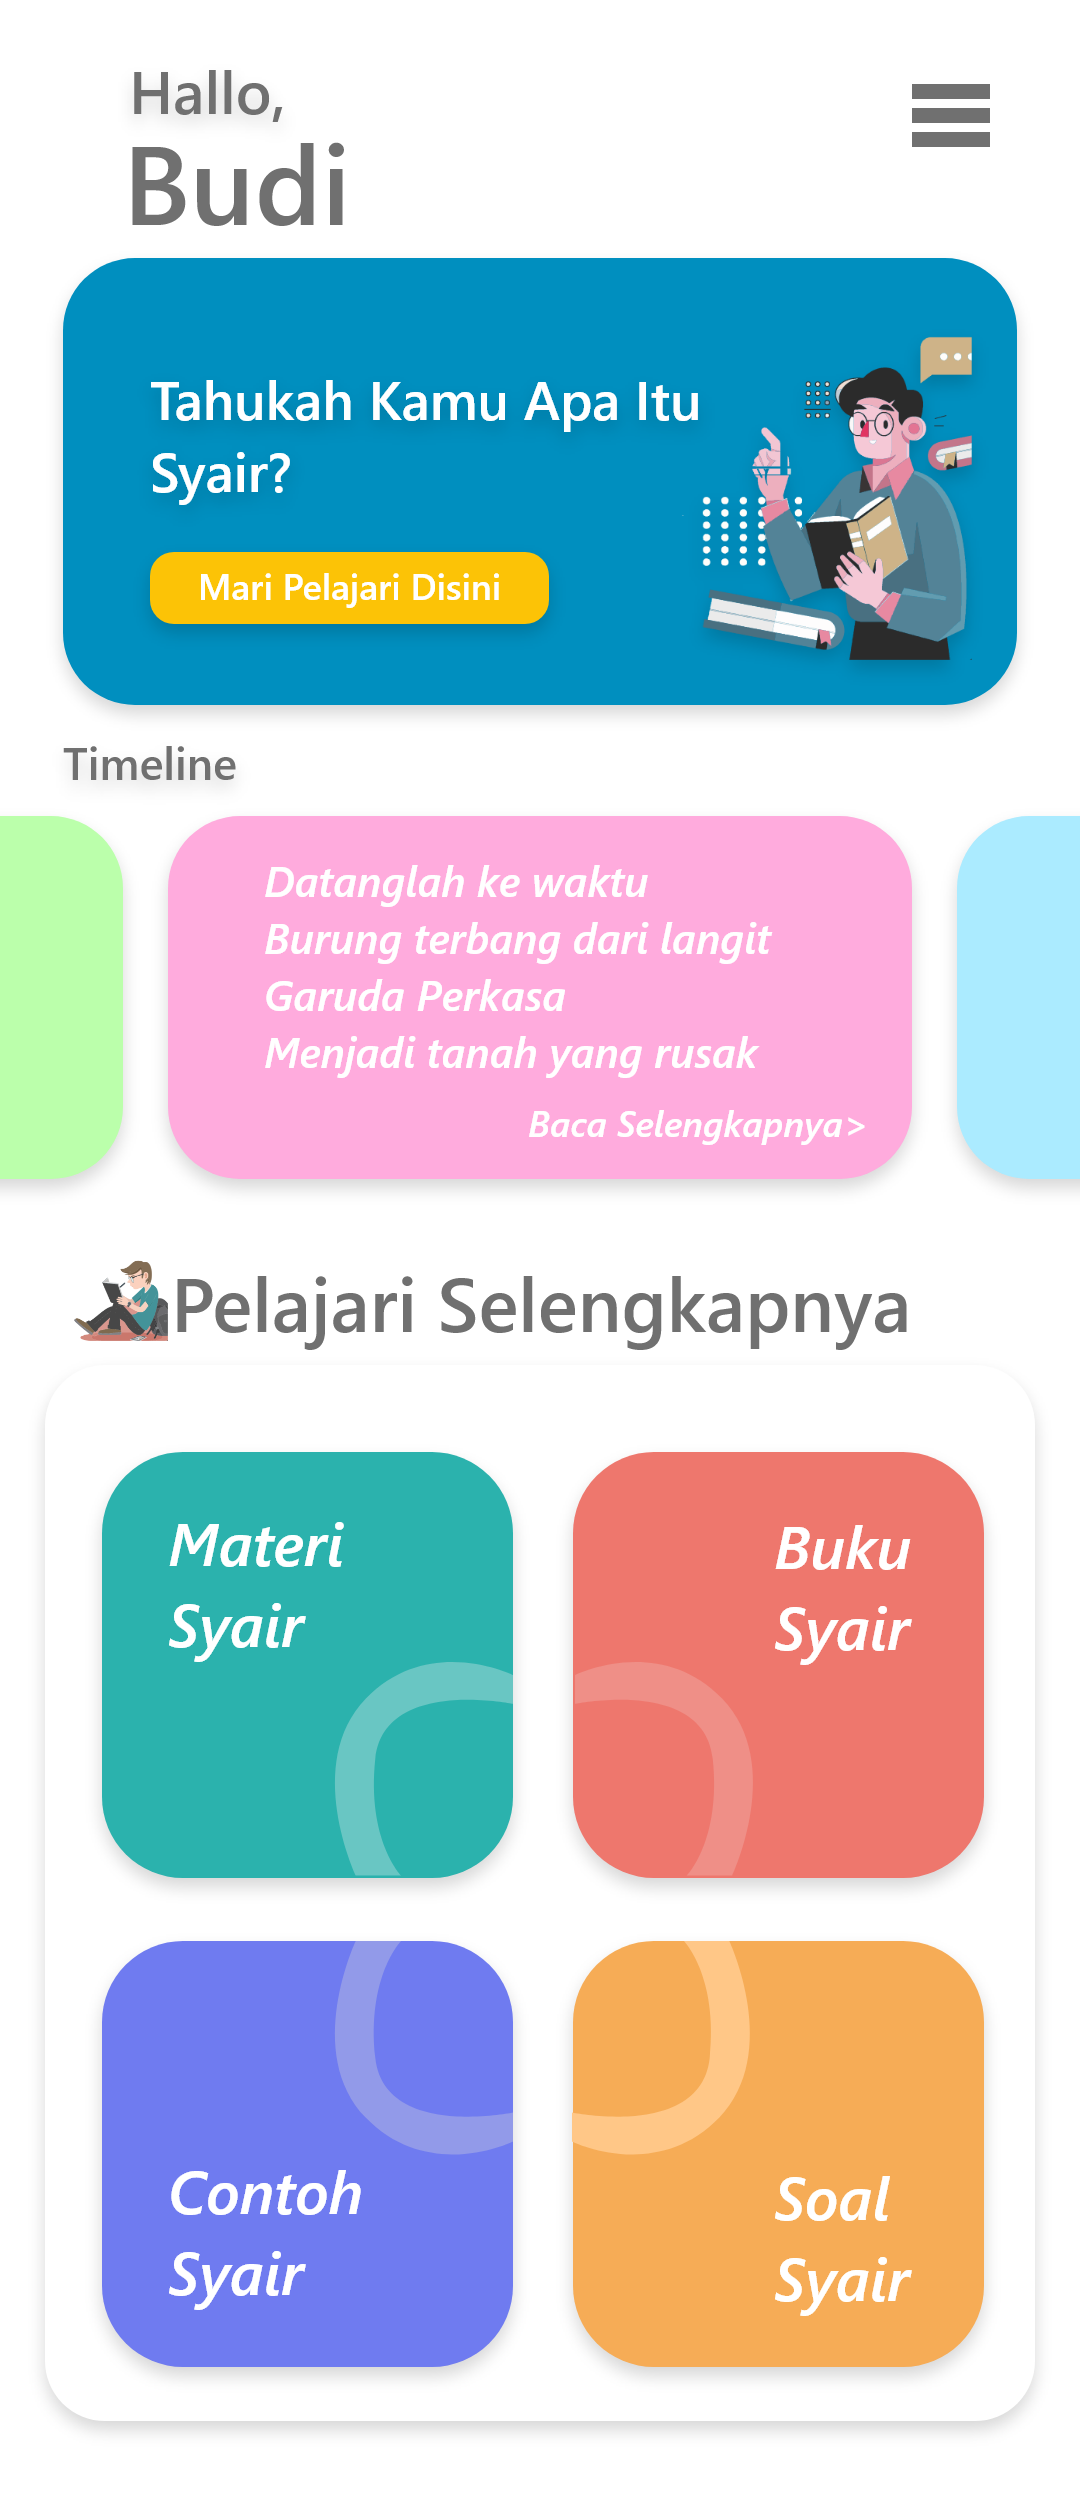 Hallo,
Budi
Tahukah Kamu Apa Itu
Syair?
Mari Pelajari Disini
Timeline
Datanglah ke waktu
Burung terbang dari langit
Garuda Perkasa
Menjadi tanah yang rusak
Baca Selengkapnya>
Pelajari Selengkapnya
Materi
Syair
Buku
Syair
Contoh
Syair
Soal
Syair